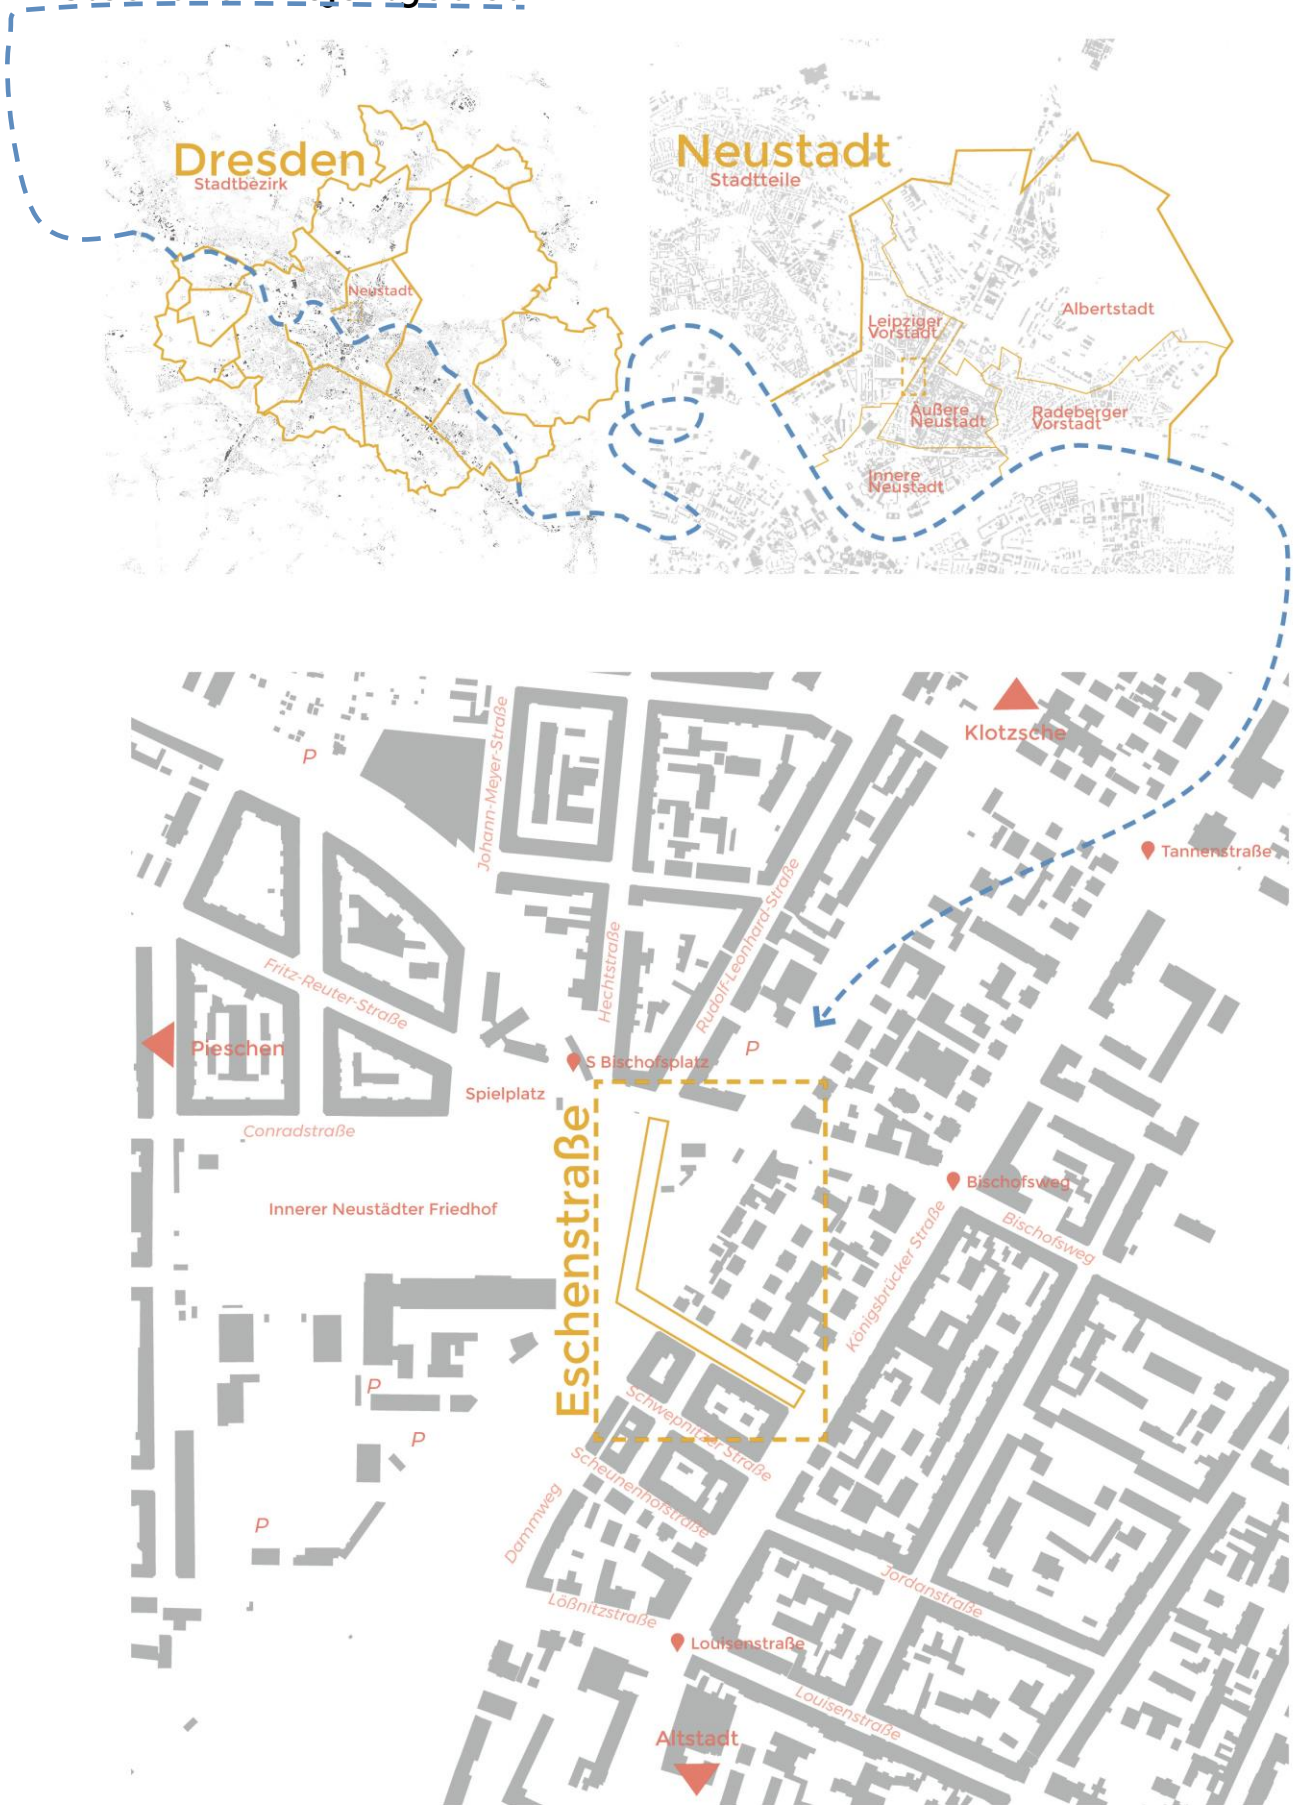 Dresden
Stadtbezirk
Neustadt
Neustadt
Stadtteile
Albertstadt
Leipziger
Vorstadt
Äußere
Neustadt
Radeberger
Vorstadt
Innere
Neustadt
Klotzsche
P
Johann-Meyer-Straße
Tannenstraße
Hechtstraße
Rudolf-Leonhard-Straße
Fritz-Reuter-Straße
Pieschen
S Bischofsplatz
P
Spielplatz
Conradstraße
Eschenstraße
Innerer Neustädter Friedhof
Bischofsweg
Bischofsweg
Königsbrücker Straße
P
P
Schwepnitzer Straße
Scheunenhofstraße
P
Dammweg
Jordanstraße
Lößnitzstraße
Louisenstraße
Louisenstraße
Altstadt